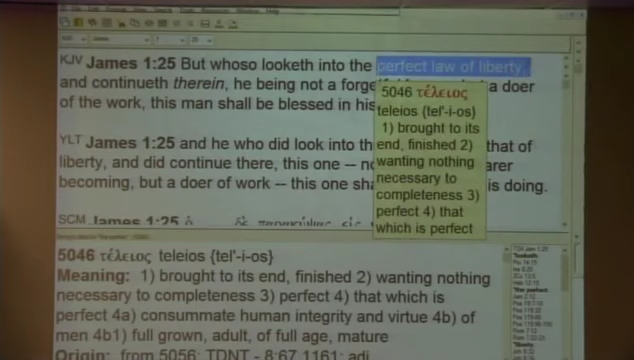 KJV James 1:25 But whoso looketh into the perfect law of liberty,
and continueth therein, he being not a a doer
of the work, this man shall be blessed in his
YLT James 1:25 and he who did look into that of
liberty, and did continue there, this one --
becoming, but a doer of work -- this one is doing.
SCM James 1:25
5046 τέλειος
teleios {tel'-i-os}
1) brought to its
end, finished 2)
wanting nothing
necessary to
completeness 3)
perfect 4) that
which is perfect
5046 τέλειος teleios {tel'-i-os}
Meaning: 1) brought to its end, finished 2) wanting nothing
necessary to completeness 3) perfect 4) that which is
perfect 4a) consummate human integrity and virtue 4b) of
men 4b1) full grown, adult, of full age, mature
Origin: from 5056; TDNT - 8:67,1161; adj